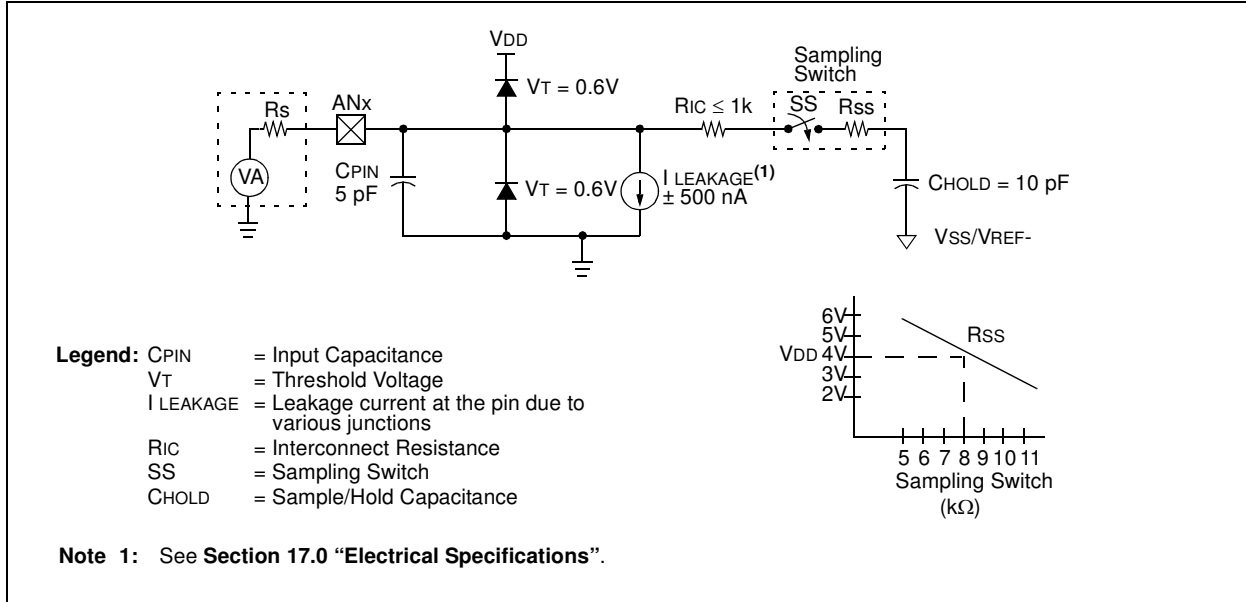 VDD
Sampling
Switch
VT = 0.6V
Rs
ANx
RIC ≤ 1k
SS
Rss
VA
CPIN
5 pF
VT = 0.6V
I LEAKAGE(1)
± 500 nA
CHOLD = 10 pF
VSS/VREF-
6V
5V
VDD 4V
3V
2V
RSS
5 6 7 8 9 10 11
Sampling Switch
(kΩ)
Legend: CPIN = Input Capacitance
VT = Threshold Voltage
I LEAKAGE = Leakage current at the pin due to
various junctions
RIC = Interconnect Resistance
SS = Sampling Switch
CHOLD = Sample/Hold Capacitance
Note 1: See Section 17.0 “Electrical Specifications”.